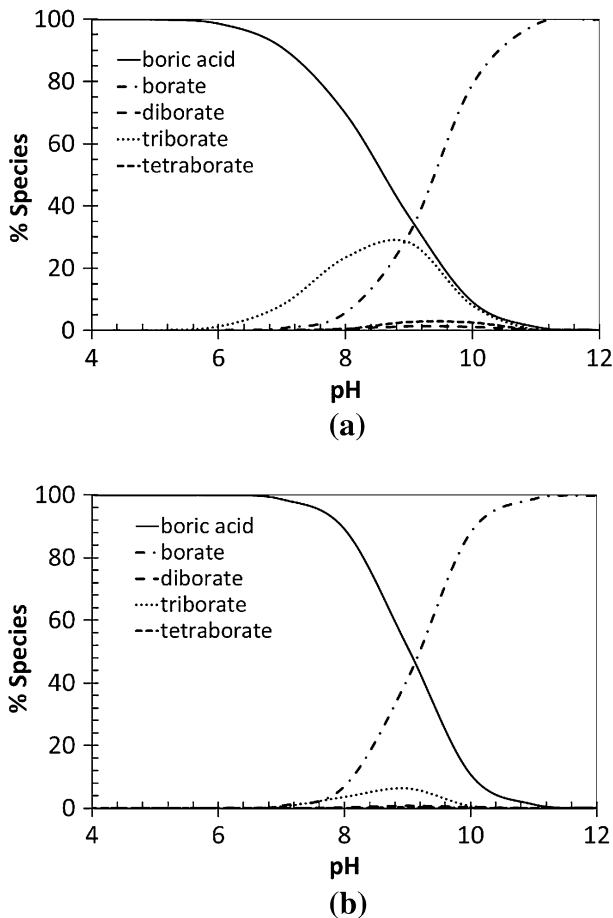 100
80
60
40
20
0
% Species
boric acid
borate
diborate
triborate
tetraborate
4 6 8 10 12
pH
(a)
100
80
60
40
20
0
% Species
boric acid
borate
diborate
triborate
tetraborate
4 6 8 10 12
pH
(b)